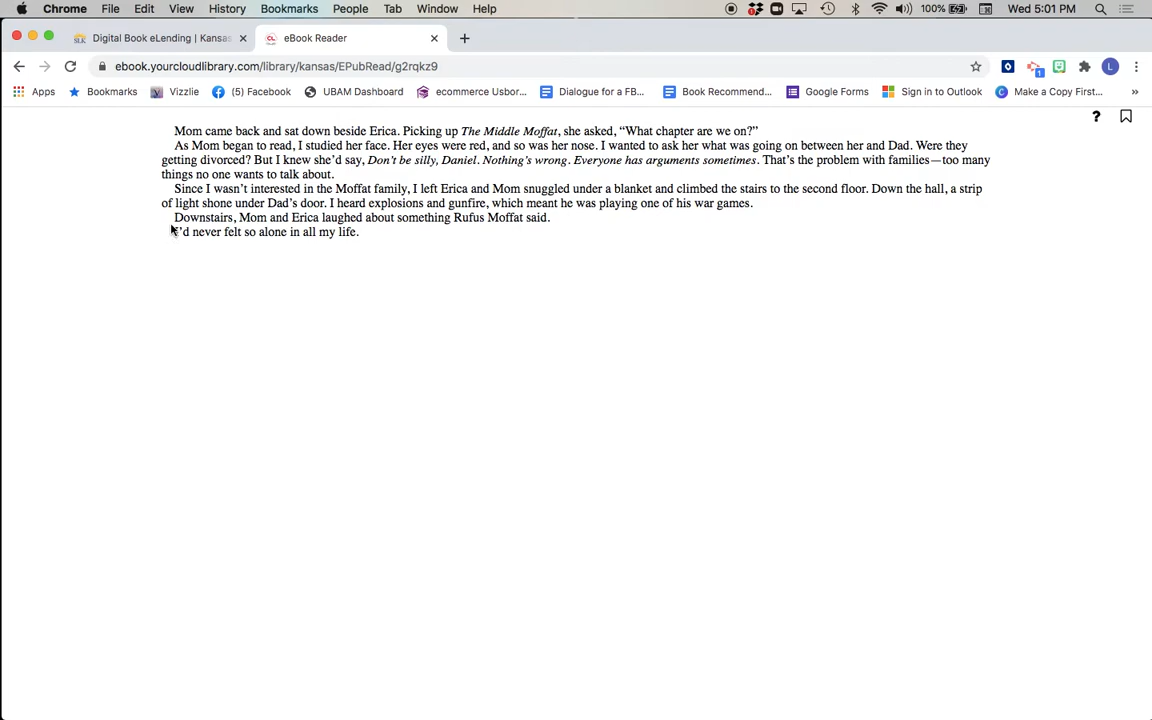 Chrome File Edit View History Bookmarks People Tab Window Help 100% Wed 5:01 PM
Digital Book eLending | Kansas eBook Reader
ebook.yourcloudlibrary.com/library/kansas/EPubRead/g2rqkz9
Apps Bookmarks Vizzlie (5) Facebook UBAM Dashboard ecommerce Usbor... Dialogue for a FB... Book Recommend... Google Forms Sign in to Outlook Make a Copy First... »
?
Mom came back and sat down beside Erica. Picking up The Middle Moffat, she asked, “What chapter are we on?”
As Mom began to read, I studied her face. Her eyes were red, and so was her nose. I wanted to ask her what was going on between her and Dad. Were they
getting divorced? But I knew she’d say, Don’t be silly, Daniel. Nothing’s wrong. Everyone has arguments sometimes. That’s the problem with families—too many
things no one wants to talk about.
Since I wasn’t interested in the Moffat family, I left Erica and Mom snuggled under a blanket and climbed the stairs to the second floor. Down the hall, a strip
of light shone under Dad’s door. I heard explosions and gunfire, which meant he was playing one of his war games.
Downstairs, Mom and Erica laughed about something Rufus Moffat said.
I’d never felt so alone in all my life.